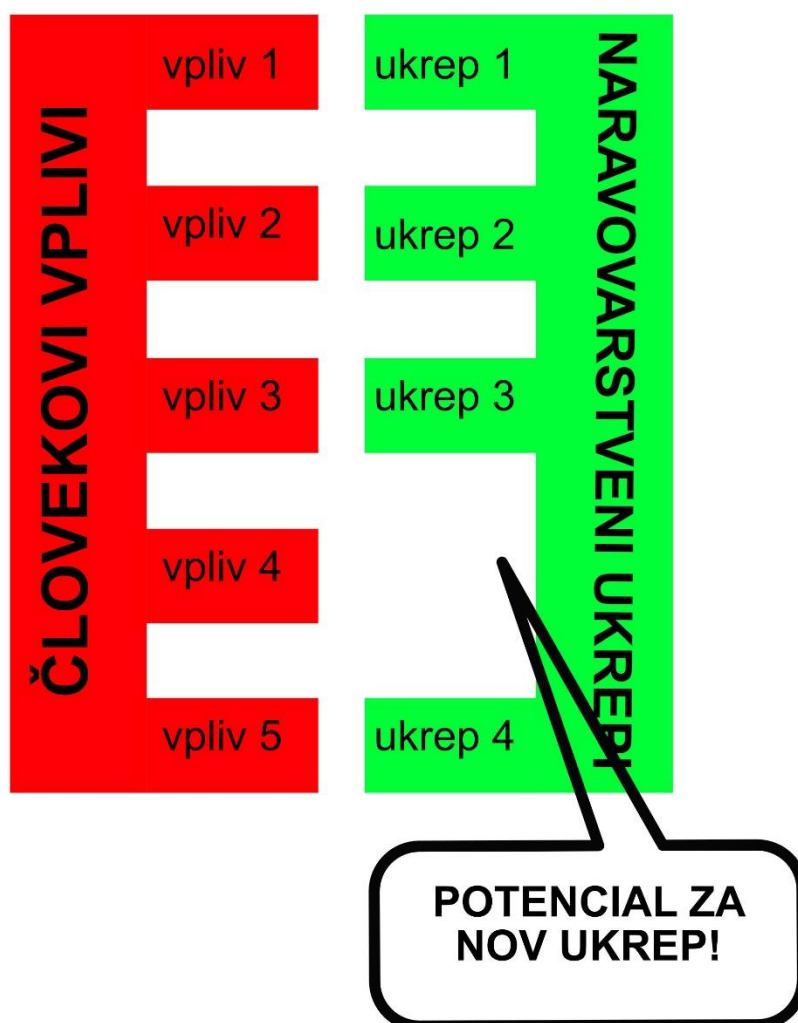 ČLOVEKOVI VPLIVI
vpliv 1
vpliv 2
vpliv 3
vpliv 4
vpliv 5
ukrep 1
ukrep 2
ukrep 3
ukrep 4
NARAVOVARSTVENI UKREPI
POTENCIAL ZA
NOV UKREP!